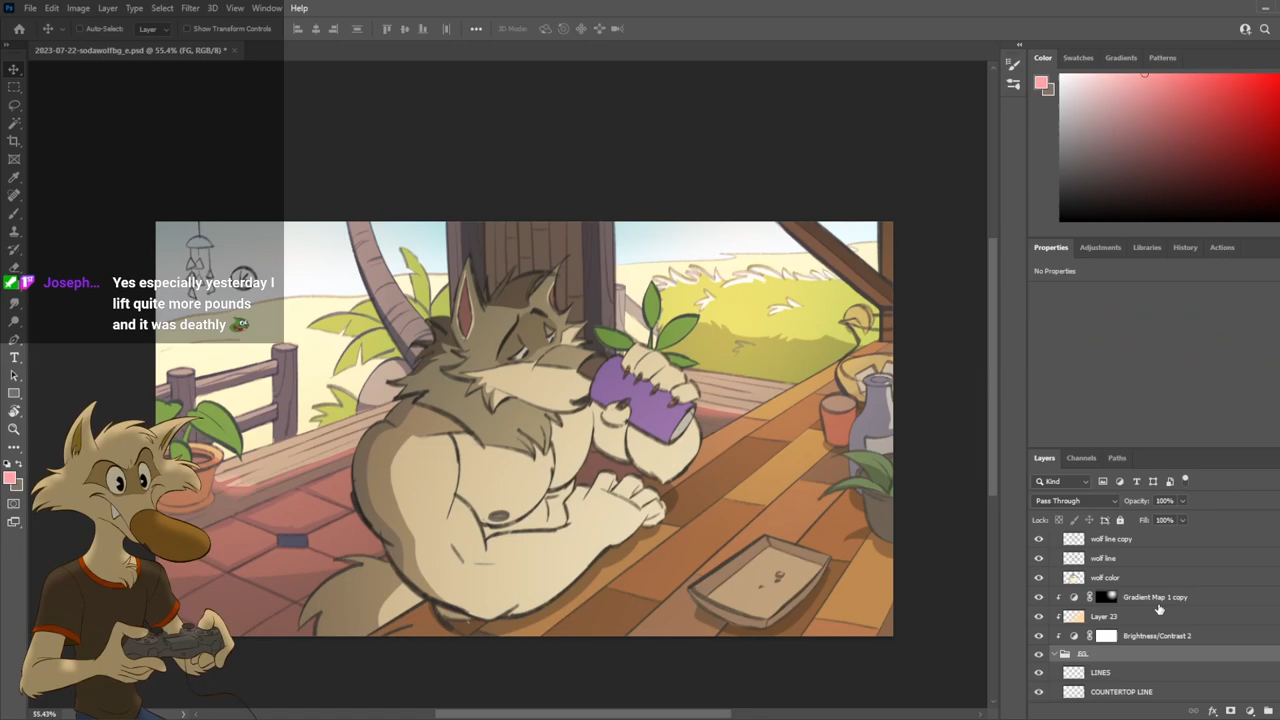 Ps File Edit Image Layer Type Select Filter 3D View Window Help
Auto-Select: Layer Show Transform Controls 3D Mode:
2023-07-22-sodawolfbg_e.psd @ 55.4% (FG, RGB/8) *
Color Swatches Gradients Patterns
Properties Adjustments Libraries History Actions
No Properties
Joseph... Yes especially yesterday I
lift quite more pounds
and it was deathly
Layers Channels Paths
Kind
Pass Through Opacity: 100%
Lock: Fill: 100%
wolf line copy
wolf line
wolf color
Gradient Map 1 copy
Layer 23
Brightness/Contrast 2
FG
LINES
COUNTERTOP LINE
55.43%